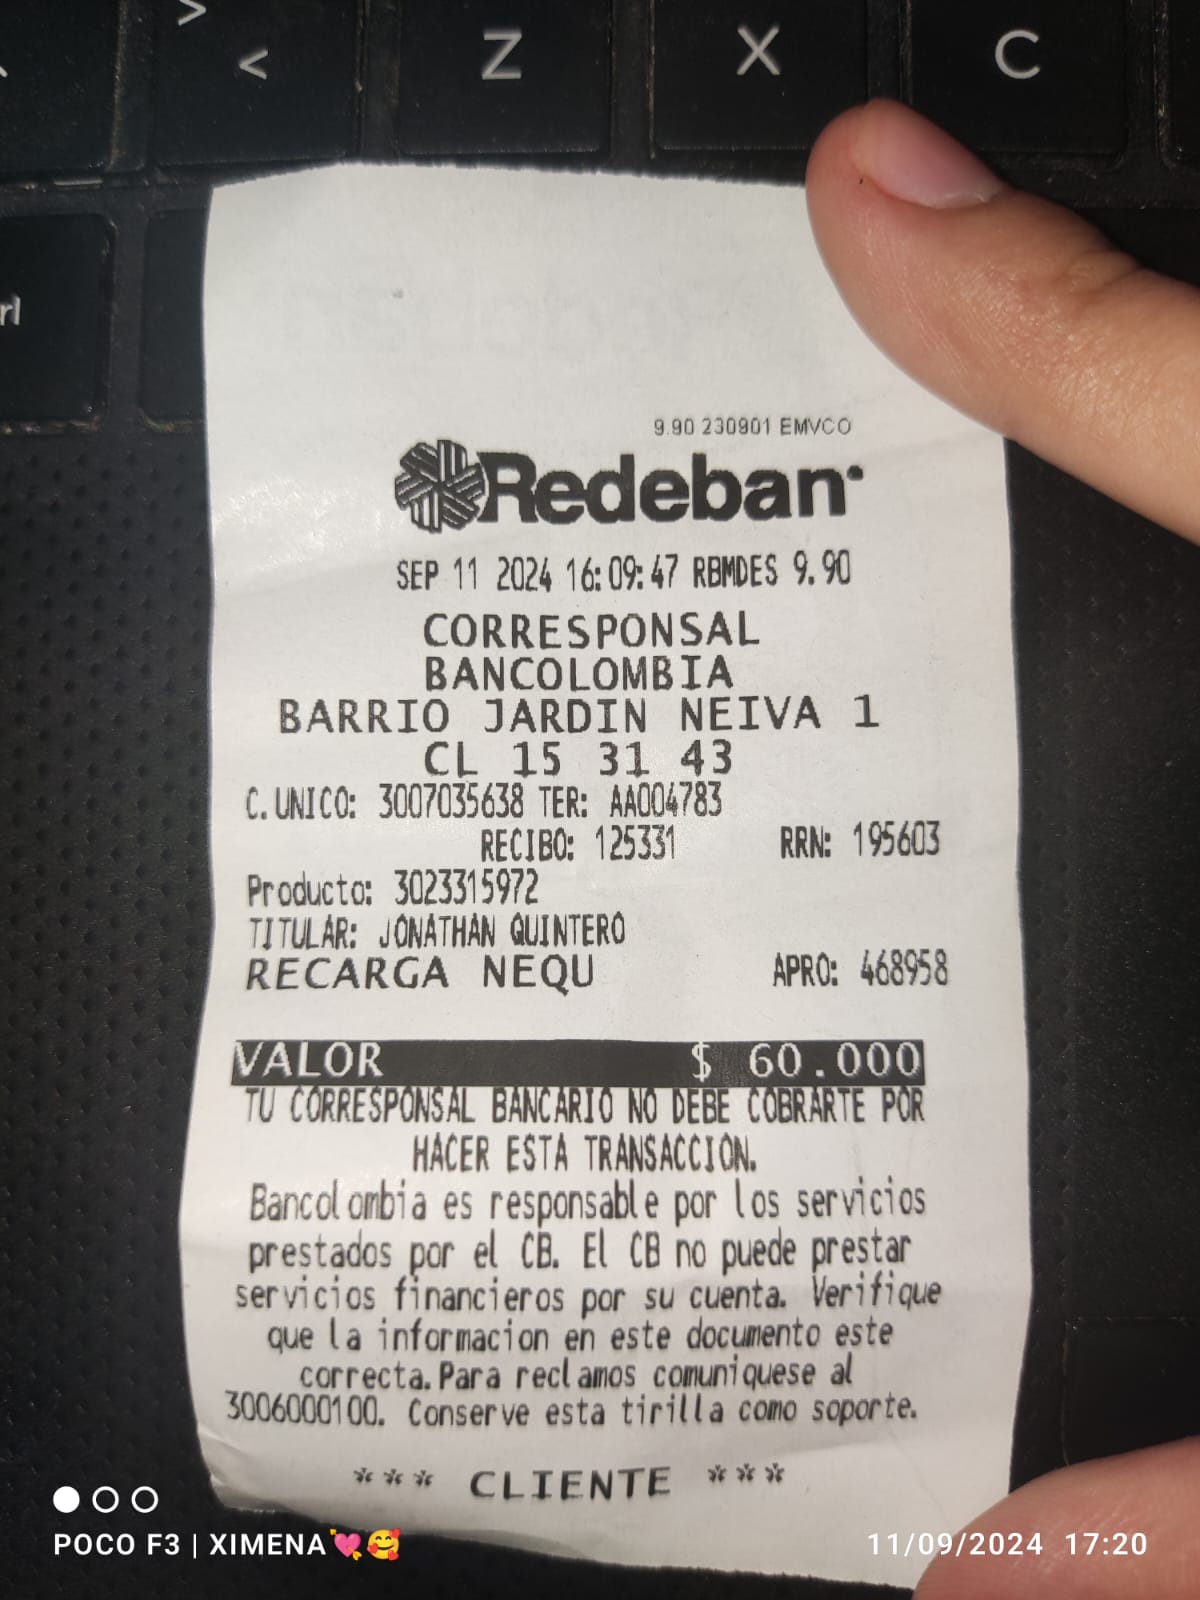 > <
Z
X
C
rl
9.90 230901 EMVCO
Redeban
SEP 11 2024 16:09:47 RBMDES 9.90
CORRESPONSAL
BANCOLOMBIA
BARRIO JARDIN NEIVA 1
CL 15 31 43
C.UNICO: 3007035638 TER: AA004783
RECIBO: 125331 RRN: 195603
Producto: 3023315972
TITULAR: JONATHAN QUINTERO
RECARGA NEQU APRO: 468958
VALOR $ 60.000
TU CORRESPONSAL BANCARIO NO DEBE COBRARTE POR
HACER ESTA TRANSACCION.
Bancolombia es responsable por los servicios
prestados por el CB. El CB no puede prestar
servicios financieros por su cuenta. Verifique
que la informacion en este documento este
correcta.Para reclamos comuniquese al
3006000100. Conserve esta tirilla como soporte.
*** CLIENTE ***
POCO F3 | XIMENA💘🥰 11/09/2024 17:20